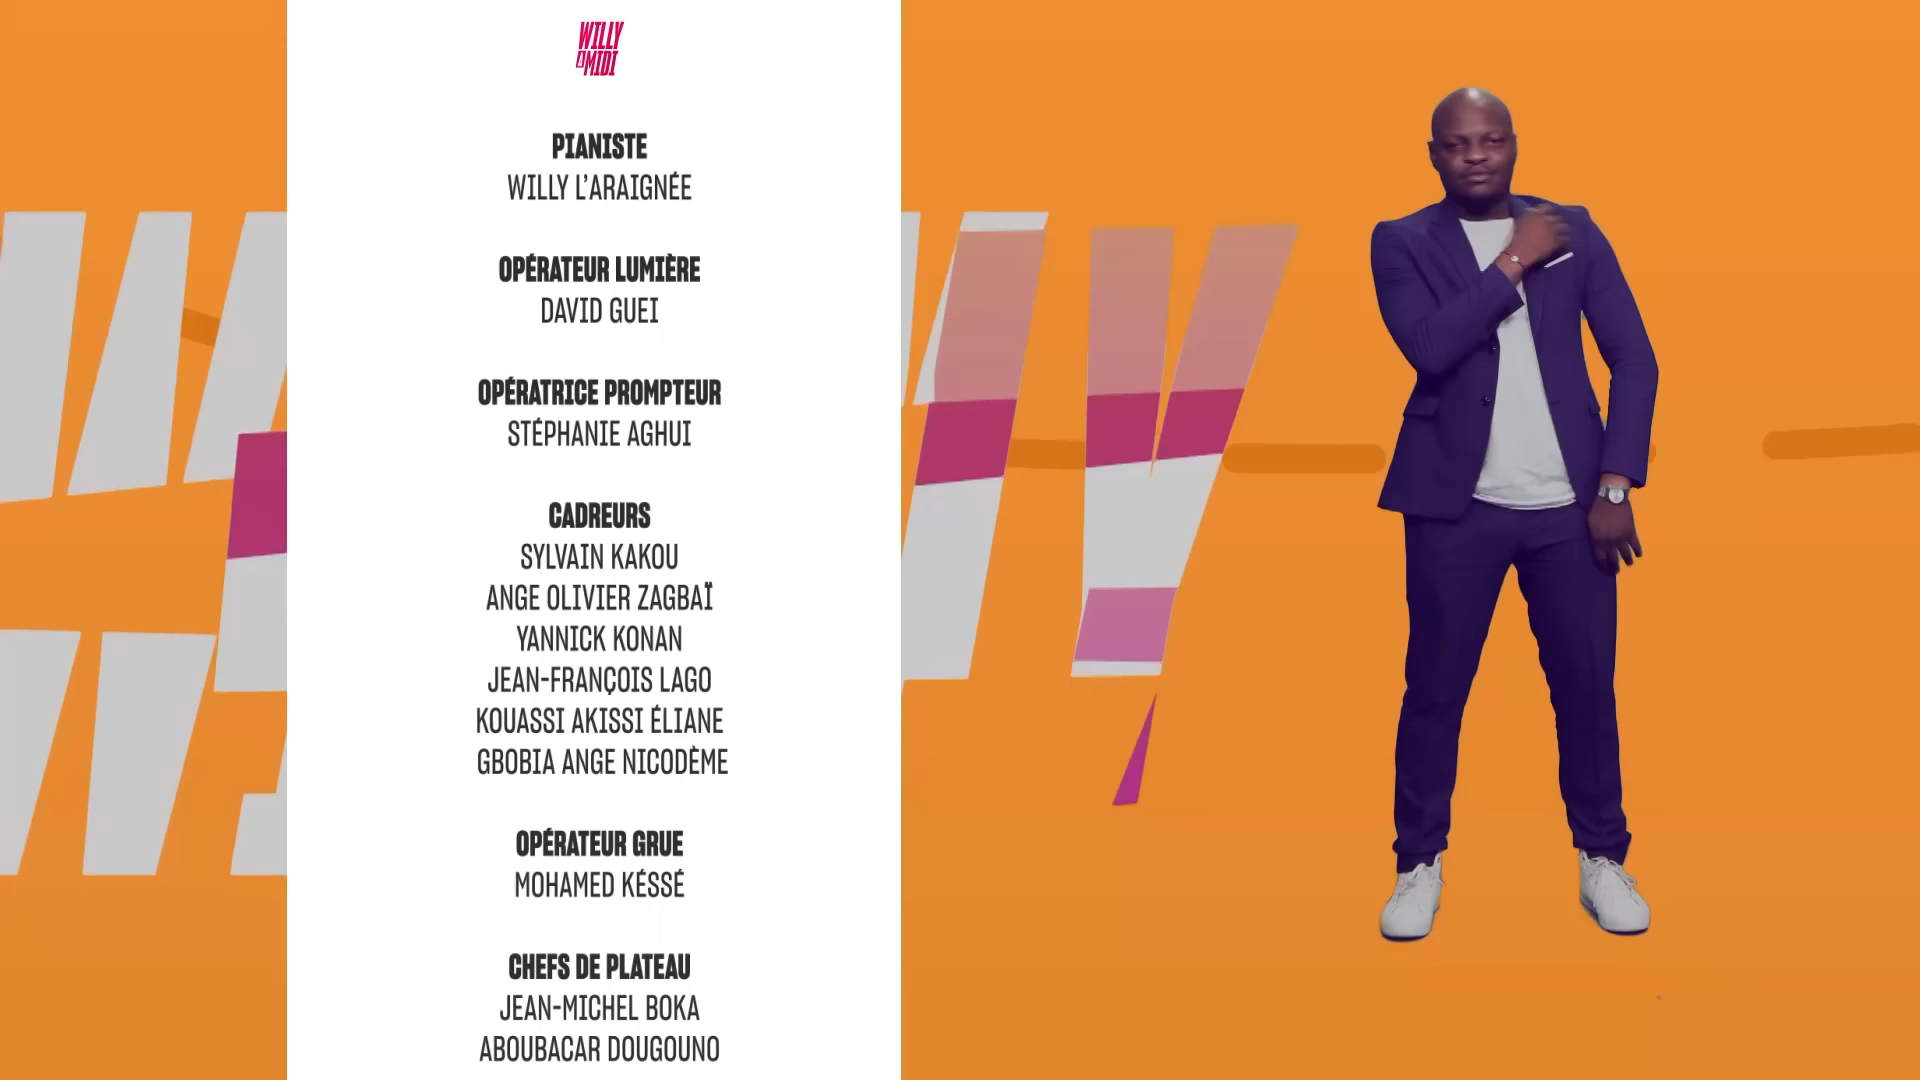 WILLY
À MIDI
PIANISTE
WILLY L’ARAIGNÉE
OPÉRATEUR LUMIÈRE
DAVID GUEI
OPÉRATRICE PROMPTEUR
STÉPHANIE AGHUI
CADREURS
SYLVAIN KAKOU
ANGE OLIVIER ZAGBAÏ
YANNICK KONAN
JEAN-FRANÇOIS LAGO
KOUASSI AKISSI ÉLIANE
GBOBIA ANGE NICODÈME
OPÉRATEUR GRUE
MOHAMED KÉSSÉ
CHEFS DE PLATEAU
JEAN-MICHEL BOKA
ABOUBACAR DOUGOUNO